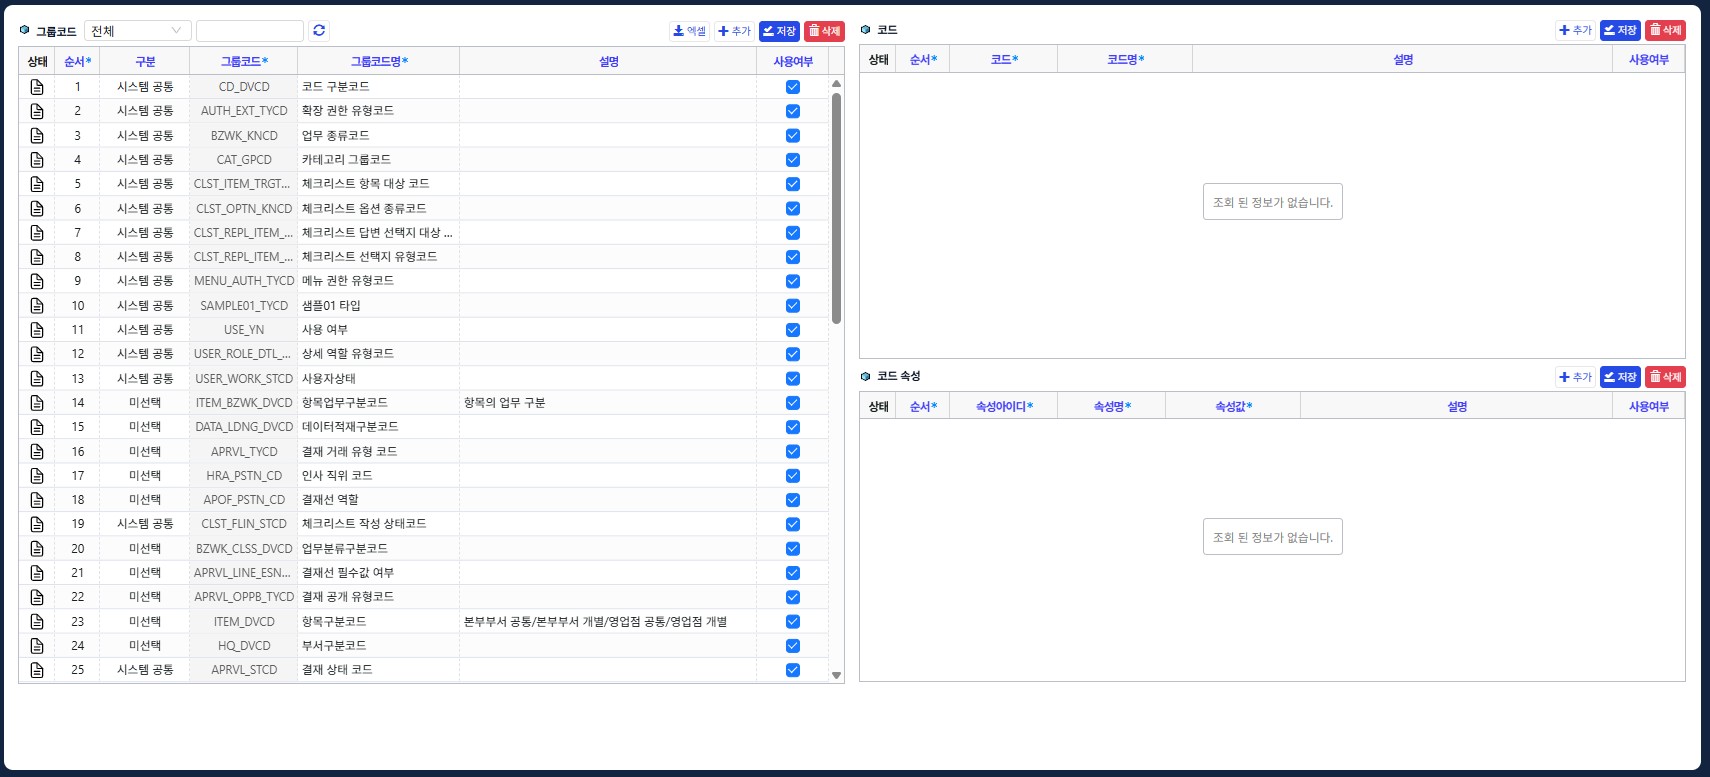 그룹코드 전체 엑셀 추가 저장 삭제
상태 순서* 구분 그룹코드* 그룹코드명* 설명 사용여부
1 시스템 공통 CD_DVCD 코드 구분코드
2 시스템 공통 AUTH_EXT_TYCD 확장 권한 유형코드
3 시스템 공통 BZWK_KNCD 업무 종류코드
4 시스템 공통 CAT_GPCD 카테고리 그룹코드
5 시스템 공통 CLST_ITEM_TRGT... 체크리스트 항목 대상 코드
6 시스템 공통 CLST_OPTN_KNCD 체크리스트 옵션 종류코드
7 시스템 공통 CLST_REPL_ITEM_... 체크리스트 답변 선택지 대상 ...
8 시스템 공통 CLST_REPL_ITEM_... 체크리스트 선택지 유형코드
9 시스템 공통 MENU_AUTH_TYCD 메뉴 권한 유형코드
10 시스템 공통 SAMPLE01_TYCD 샘플01 타입
11 시스템 공통 USE_YN 사용 여부
12 시스템 공통 USER_ROLE_DTL_... 상세 역할 유형코드
13 시스템 공통 USER_WORK_STCD 사용자상태
14 미선택 ITEM_BZWK_DVCD 항목업무구분코드 항목의 업무 구분
15 미선택 DATA_LDNG_DVCD 데이터적재구분코드
16 미선택 APRVL_TYCD 결재 거래 유형 코드
17 미선택 HRA_PSTN_CD 인사 직위 코드
18 미선택 APOF_PSTN_CD 결재선 역할
19 시스템 공통 CLST_FLIN_STCD 체크리스트 작성 상태코드
20 미선택 BZWK_CLSS_DVCD 업무분류구분코드
21 미선택 APRVL_LINE_ESN... 결재선 필수값 여부
22 미선택 APRVL_OPPB_TYCD 결재 공개 유형코드
23 미선택 ITEM_DVCD 항목구분코드 본부부서 공통/본부부서 개별/영업점 공통/영업점 개별
24 미선택 HQ_DVCD 부서구분코드
25 시스템 공통 APRVL_STCD 결재 상태 코드
코드 추가 저장 삭제
상태 순서* 코드* 코드명* 설명 사용여부
조회 된 정보가 없습니다.
코드 속성 추가 저장 삭제
상태 순서* 속성아이디* 속성명* 속성값* 설명 사용여부
조회 된 정보가 없습니다.